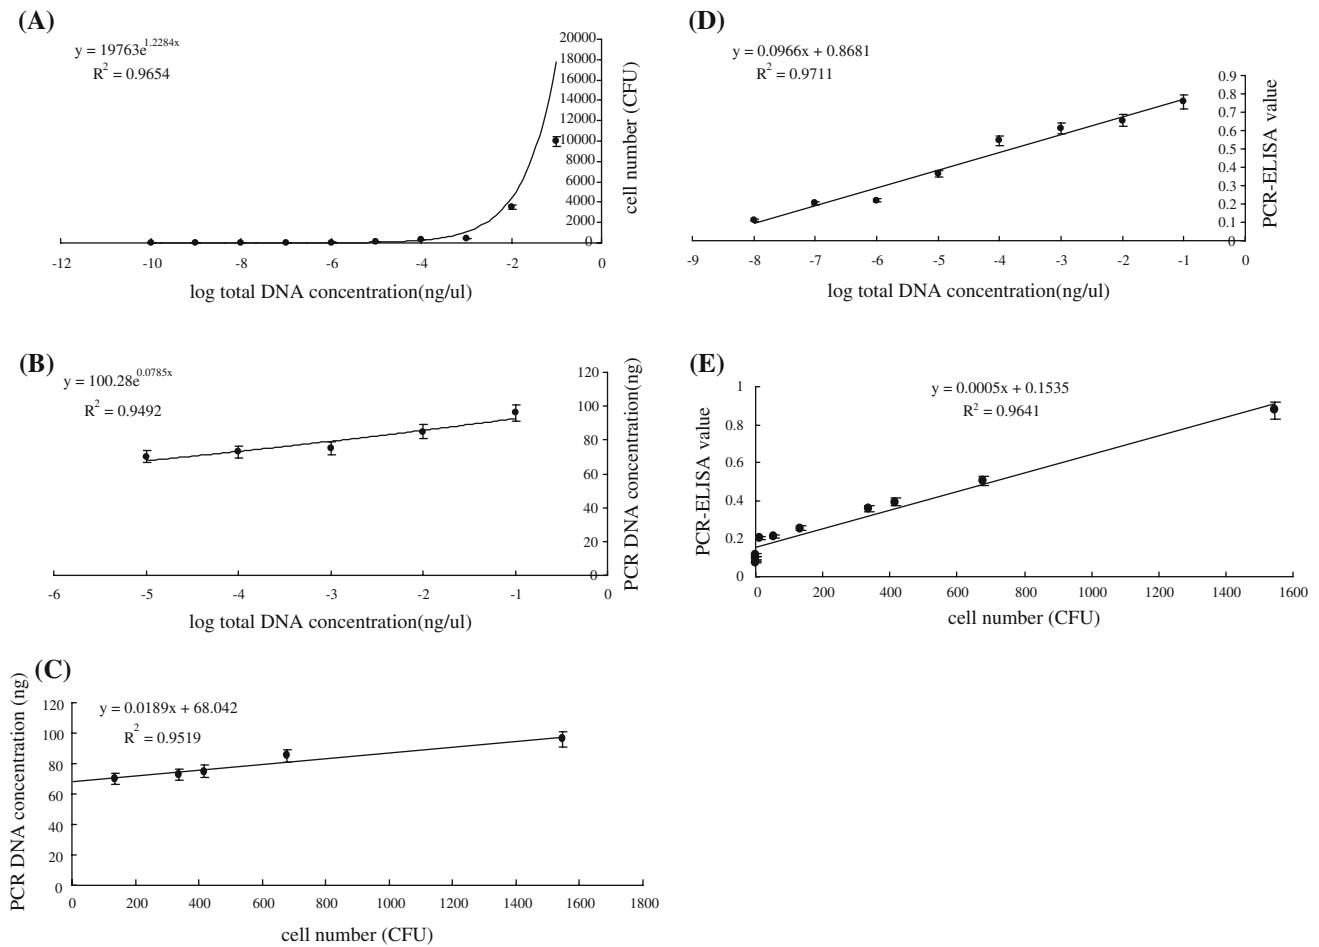 (A)
y = 19763e^1.2284x
R^2 = 0.9654
20000
18000
16000
14000
12000
10000
8000
6000
4000
2000
0
cell number (CFU)
-12 -10 -8 -6 -4 -2 0
log total DNA concentration(ng/ul)
(D)
y = 0.0966x + 0.8681
R^2 = 0.9711
0.9
0.8
0.7
0.6
0.5
0.4
0.3
0.2
0.1
0
PCR-ELISA value
-9 -8 -7 -6 -5 -4 -3 -2 -1 0
log total DNA concentration(ng/ul)
(B)
y = 100.28e^0.0785x
R^2 = 0.9492
120
100
80
60
40
20
0
PCR DNA concentration(ng)
-6 -5 -4 -3 -2 -1 0
log total DNA concentration(ng/ul)
(E)
y = 0.0005x + 0.1535
R^2 = 0.9641
PCR-ELISA value
1
0.8
0.6
0.4
0.2
0
0 200 400 600 800 1000 1200 1400 1600
cell number (CFU)
(C)
y = 0.0189x + 68.042
R^2 = 0.9519
PCR DNA concentration (ng)
120
100
80
60
40
20
0
0 200 400 600 800 1000 1200 1400 1600 1800
cell number (CFU)